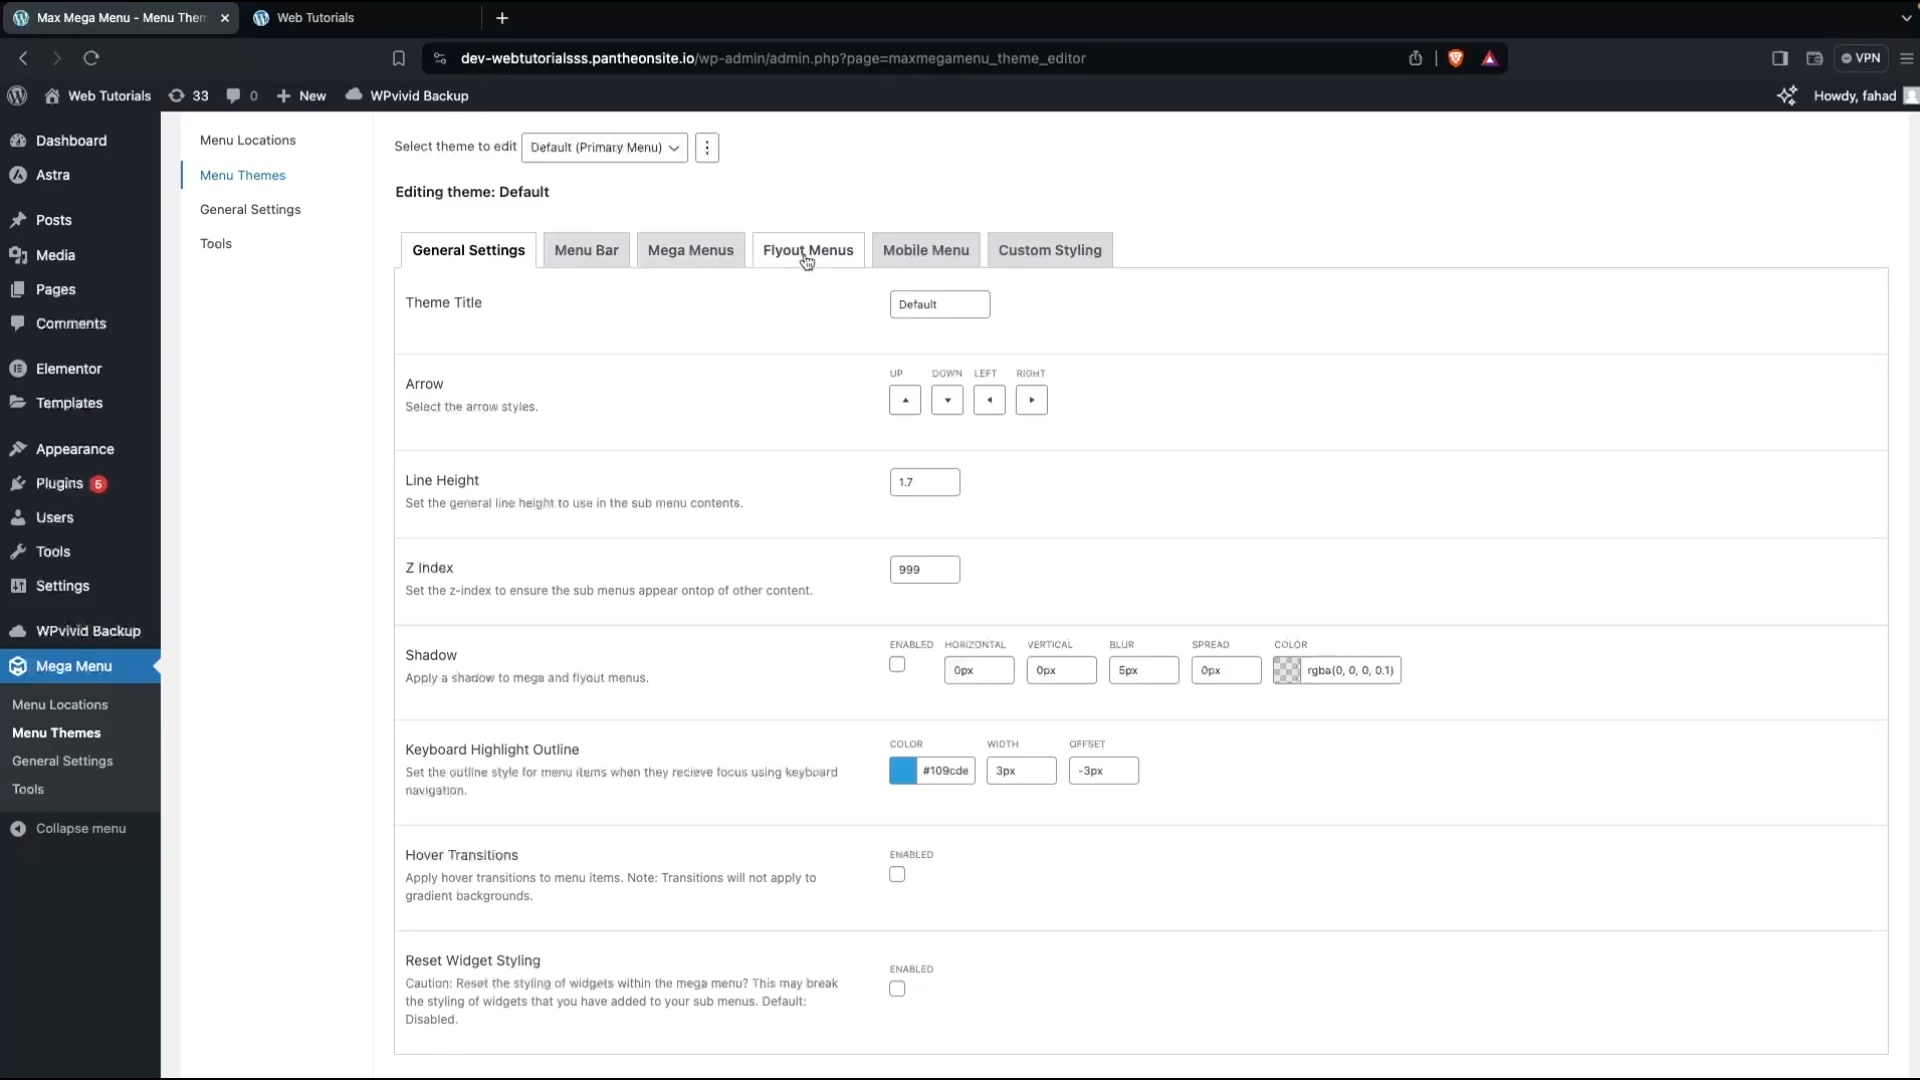 Max Mega Menu - Menu Them
Web Tutorials
dev-webtutorialsss.pantheonsite.io/wp-admin/admin.php?page=maxmegamenu_theme_editor
VPN
Web Tutorials 33 0 New WPvivid Backup
Howdy, fahad
Dashboard
Astra
Posts
Media
Pages
Comments
Elementor
Templates
Appearance
Plugins 5
Users
Tools
Settings
WPvivid Backup
Mega Menu
Menu Locations
Menu Themes
General Settings
Tools
Collapse menu
Menu Locations
Menu Themes
General Settings
Tools
Select theme to edit Default (Primary Menu)
Editing theme: Default
General Settings Menu Bar Mega Menus Flyout Menus Mobile Menu Custom Styling
Theme Title
Default
Arrow
Select the arrow styles.
UP DOWN LEFT RIGHT
Line Height
Set the general line height to use in the sub menu contents.
1.7
Z Index
Set the z-index to ensure the sub menus appear ontop of other content.
999
Shadow
Apply a shadow to mega and flyout menus.
ENABLED HORIZONTAL VERTICAL BLUR SPREAD COLOR
0px 0px 5px 0px rgba(0, 0, 0, 0.1)
Keyboard Highlight Outline
Set the outline style for menu items when they recieve focus using keyboard
navigation.
COLOR WIDTH OFFSET
#109cde 3px -3px
Hover Transitions
Apply hover transitions to menu items. Note: Transitions will not apply to
gradient backgrounds.
ENABLED
Reset Widget Styling
Caution: Reset the styling of widgets within the mega menu? This may break
the styling of widgets that you have added to your sub menus. Default:
Disabled.
ENABLED